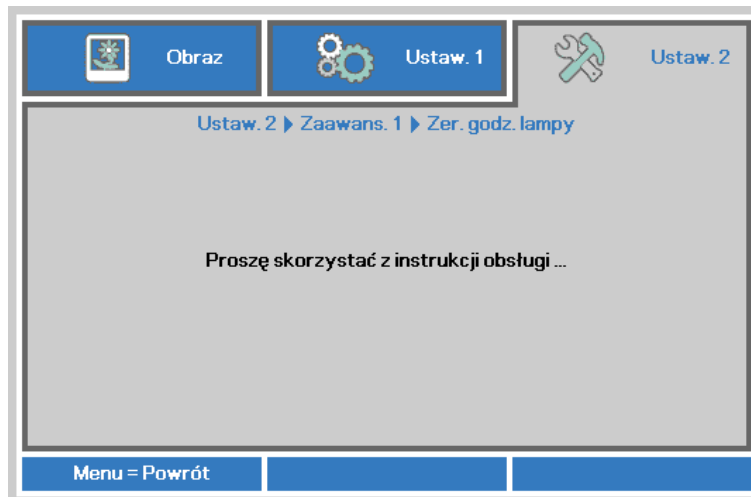 Obraz
Ustaw. 1
Ustaw. 2
Ustaw. 2 ▶ Zaawans. 1 ▶ Zer. godz. lampy
Proszę skorzystać z instrukcji obsługi ...
Menu = Powrót